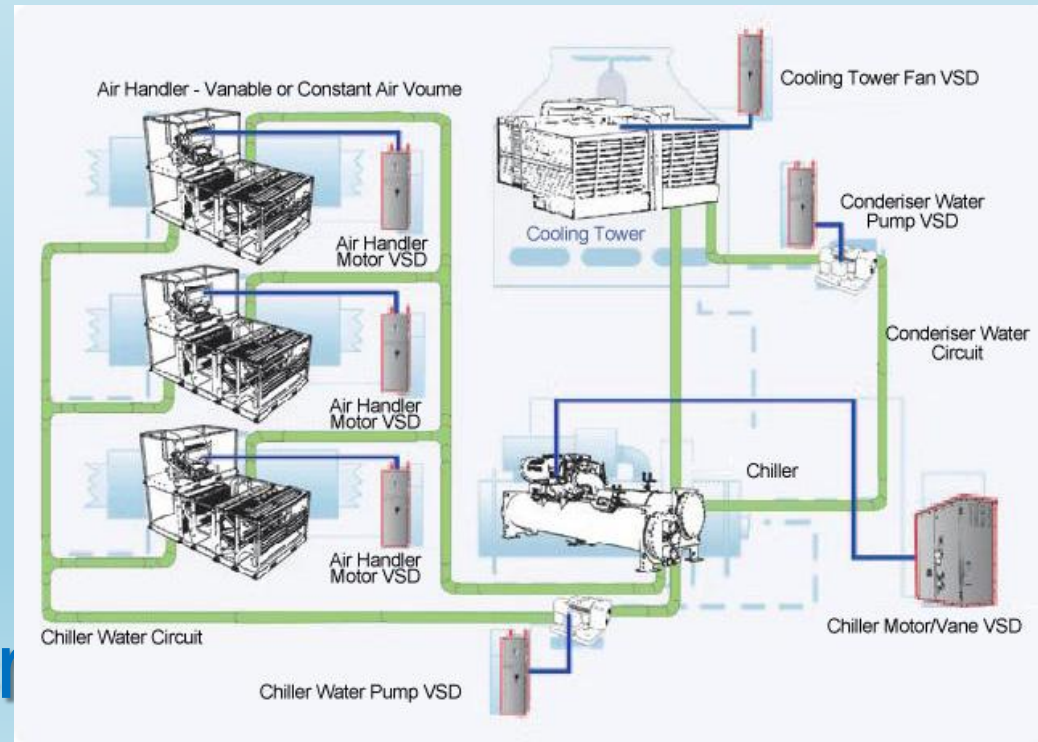 Air Handler - Vanable or Constant Air Voume
Cooling Tower Fan VSD
Conderiser Water
Pump VSD
Cooling Tower
Air Handler
Motor VSD
Conderiser Water
Circuit
Air Handler
Motor VSD
Chiller
Air Handler
Motor VSD
Chiller Water Circuit
Chiller Motor/Vane VSD
Chiller Water Pump VSD